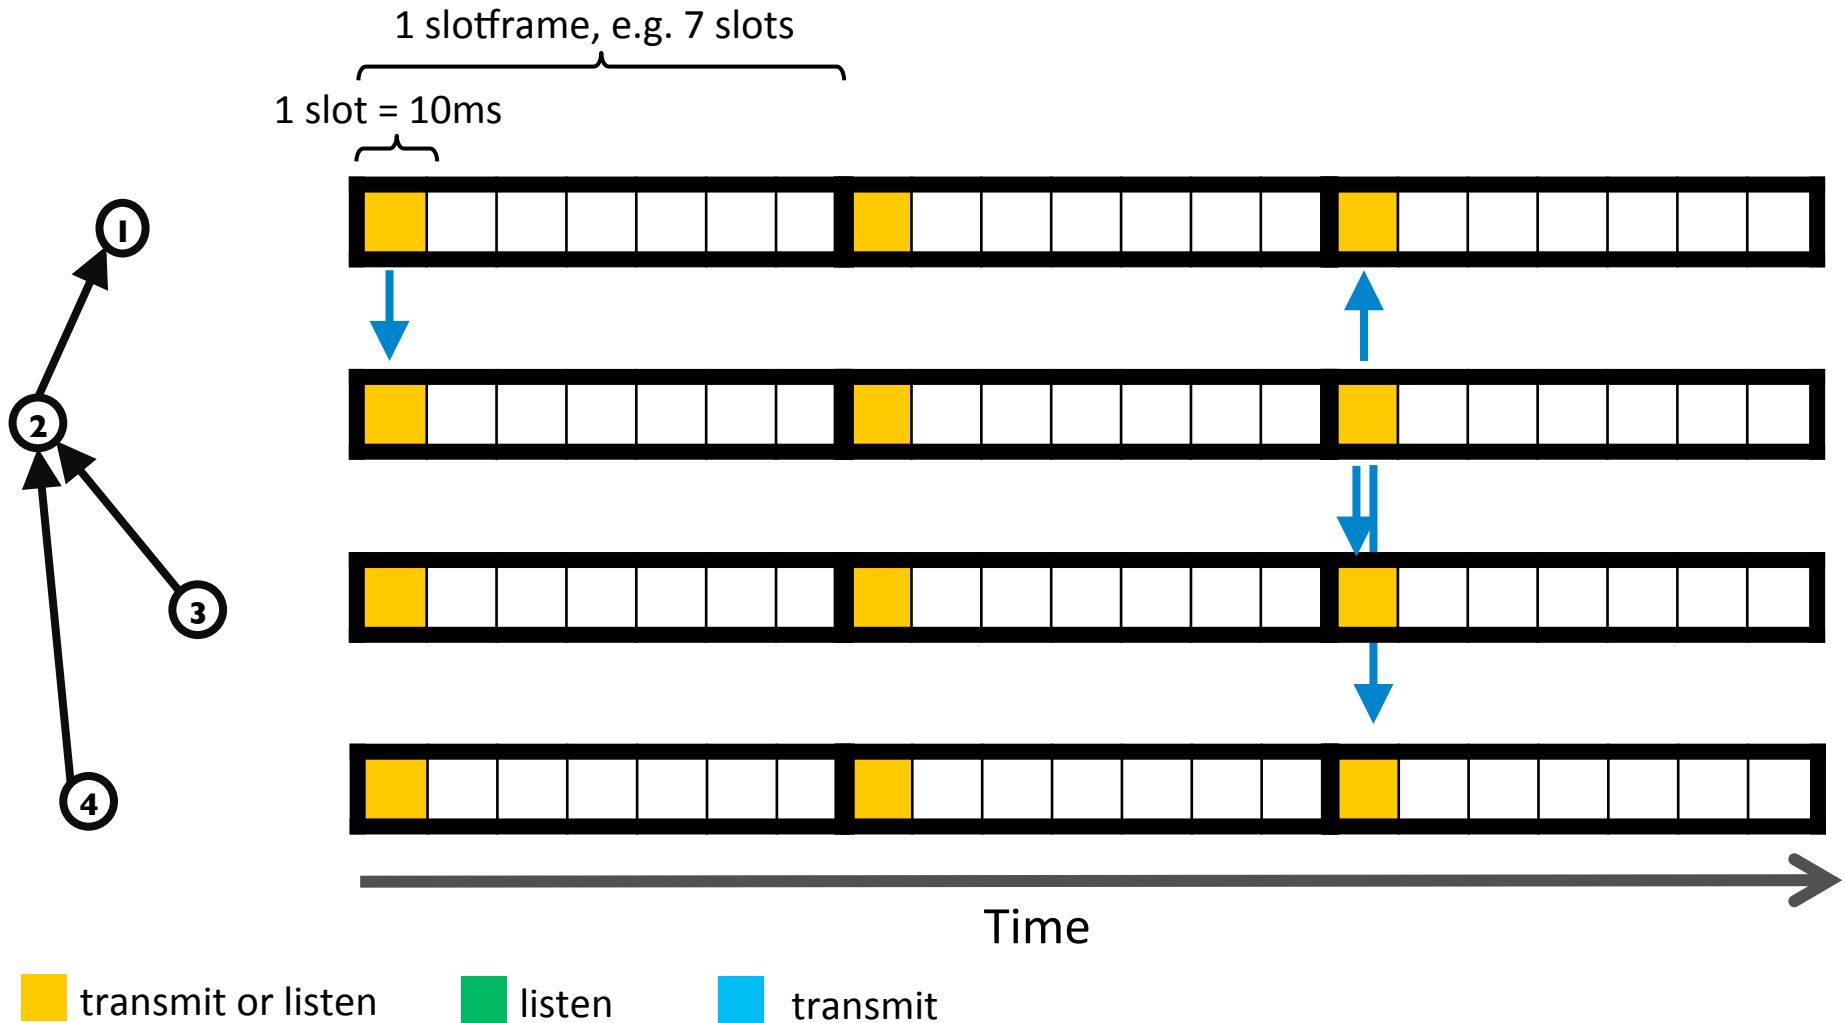 1 slotframe, e.g. 7 slots
1 slot = 10ms
1
2
3
4
Time
transmit or listen
listen
transmit